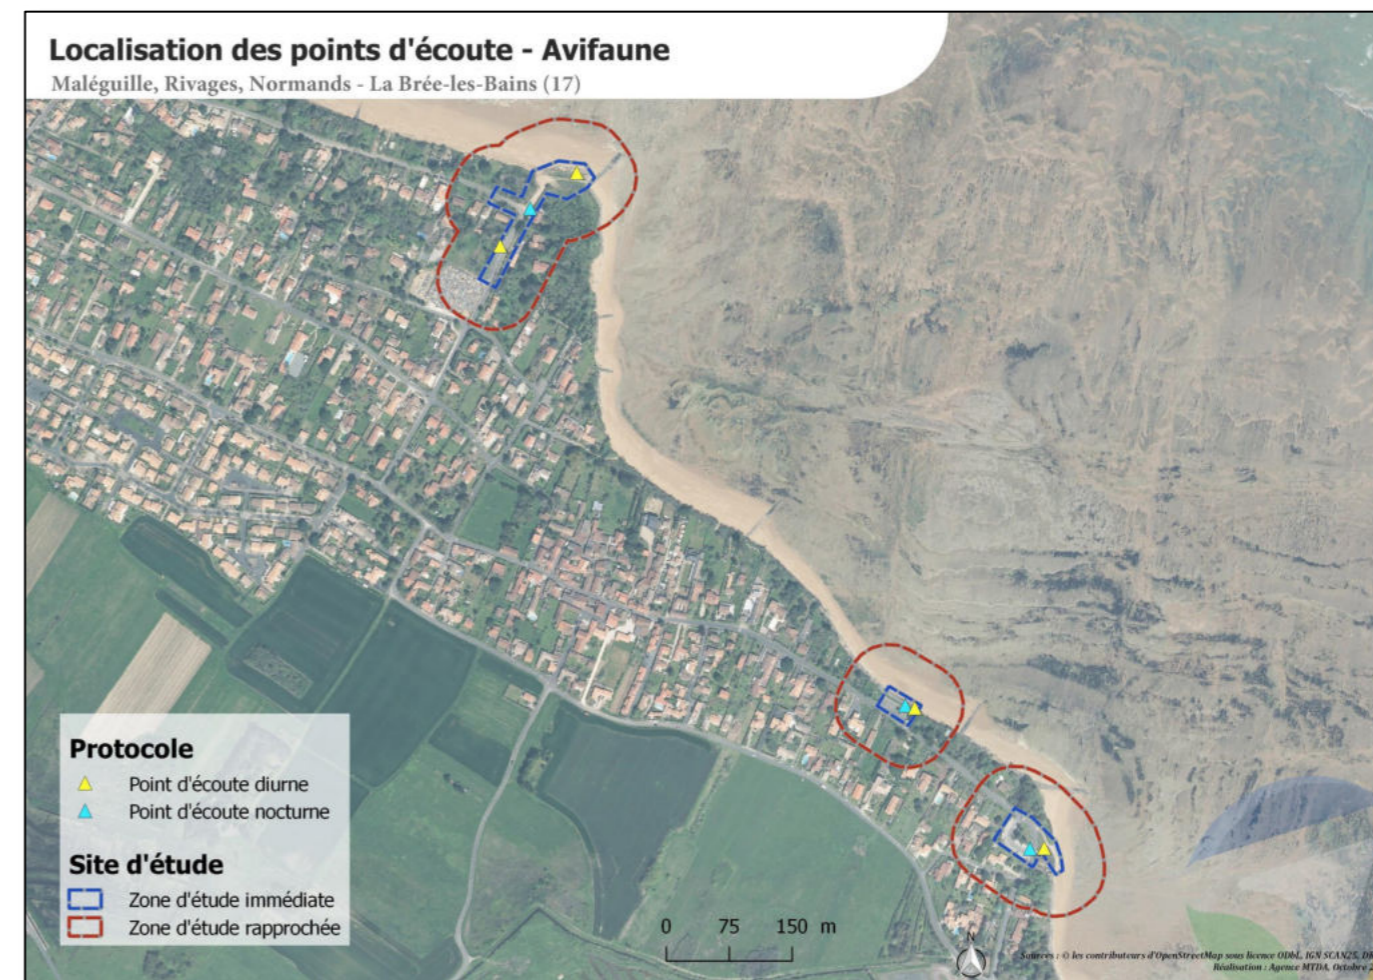 Localisation des points d'écoute - Avifaune
Maléguille, Rivages, Normands - La Brée-les-Bains (17)
Protocole
Point d'écoute diurne
Point d'écoute nocturne
Site d'étude
Zone d'étude immédiate
Zone d'étude rapprochée
0 75 150 m
N
Sources : © les contributeurs d'OpenStreetMap sous licence ODbL, IGN SCAN25,
Réalisation : Agence MTDA, Octobre